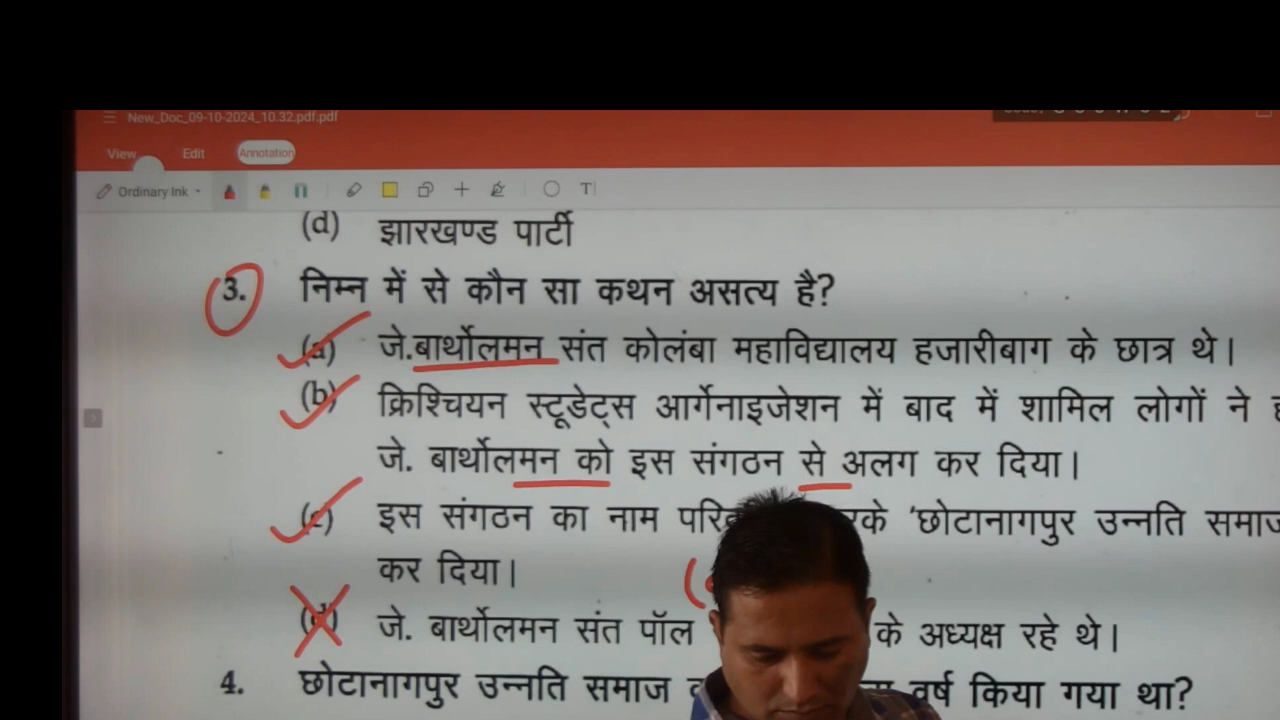 New_Doc_09-10-2024_10.32.pdf.pdf
View Edit Annotation
Ordinary Ink T
(d) झारखण्ड पार्टी
3. निम्न में से कौन सा कथन असत्य है?
(a) जे.बार्थोलमन संत कोलंबा महाविद्यालय हजारीबाग के छात्र थे।
(b) क्रिश्चियन स्टूडेट्स आर्गेनाइजेशन में बाद में शामिल लोगों ने
जे. बार्थोलमन को इस संगठन से अलग कर दिया।
(c) इस संगठन का नाम 'छोटानागपुर उन्नति समाज
कर दिया।
(d) जे. बार्थोलमन संत पॉल के अध्यक्ष रहे थे।
4. छोटानागपुर उन्नति समाज वर्ष किया गया था?